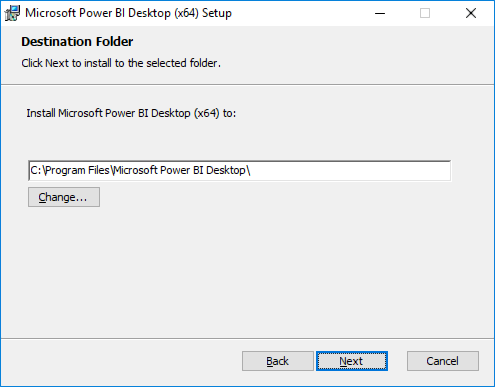 Microsoft Power BI Desktop (x64) Setup
Destination Folder
Click Next to install to the selected folder.
Install Microsoft Power BI Desktop (x64) to:
C:\Program Files\Microsoft Power BI Desktop\
Change...
Back Next Cancel